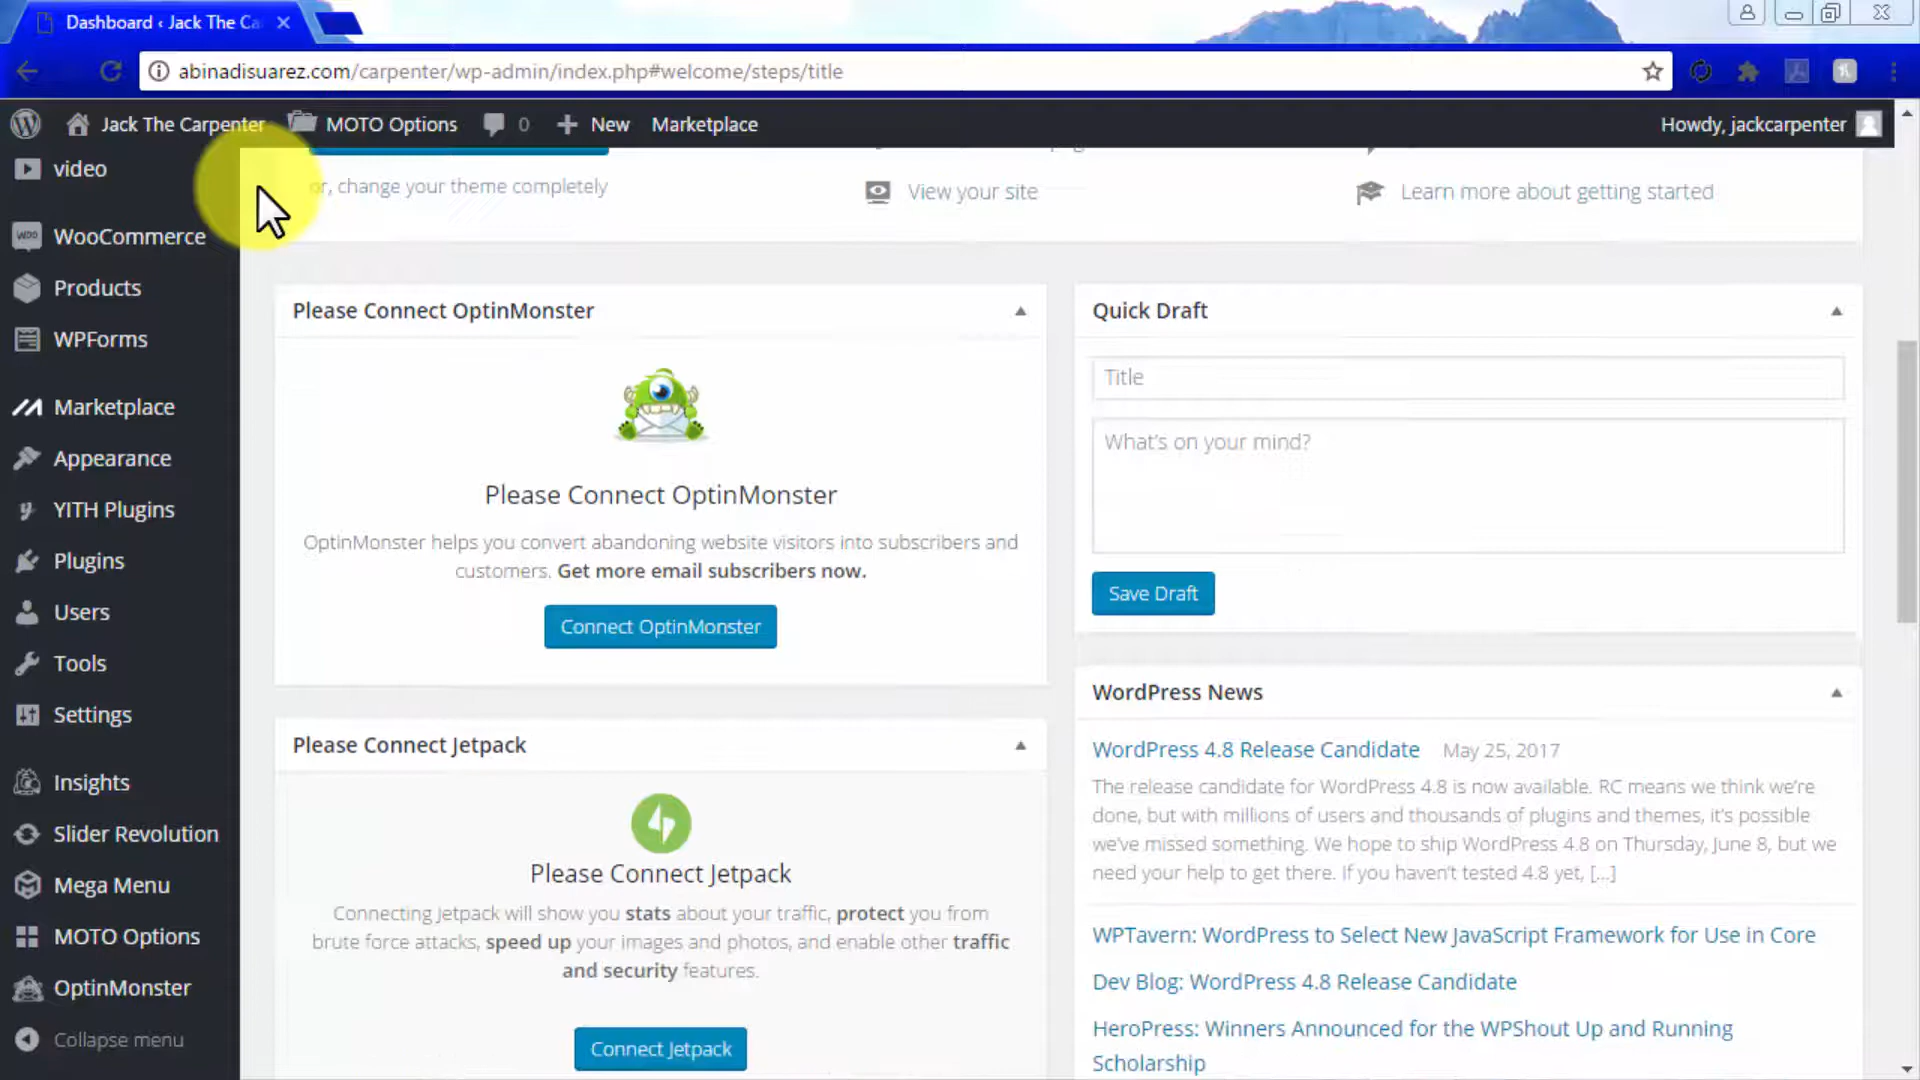 Dashboard ‹ Jack The Ca
abinadisuarez.com/carpenter/wp-admin/index.php#welcome/steps/title
Jack The Carpenter
MOTO Options
0
New
Marketplace
Howdy, jackcarpenter
video
WooCommerce
Products
WPForms
Marketplace
Appearance
YITH Plugins
Plugins
Users
Tools
Settings
Insights
Slider Revolution
Mega Menu
MOTO Options
OptinMonster
Collapse menu
or, change your theme completely
View your site
Learn more about getting started
Please Connect OptinMonster
Please Connect OptinMonster
OptinMonster helps you convert abandoning website visitors into subscribers and
customers. Get more email subscribers now.
Connect OptinMonster
Please Connect Jetpack
Please Connect Jetpack
Connecting Jetpack will show you stats about your traffic, protect you from
brute force attacks, speed up your images and photos, and enable other traffic
and security features.
Connect Jetpack
Quick Draft
Title
What's on your mind?
Save Draft
WordPress News
WordPress 4.8 Release Candidate May 25, 2017
The release candidate for WordPress 4.8 is now available. RC means we think we're
done, but with millions of users and thousands of plugins and themes, it's possible
we've missed something. We hope to ship WordPress 4.8 on Thursday, June 8, but we
need your help to get there. If you haven't tested 4.8 yet, [...]
WPTavern: WordPress to Select New JavaScript Framework for Use in Core
Dev Blog: WordPress 4.8 Release Candidate
HeroPress: Winners Announced for the WPShout Up and Running
Scholarship